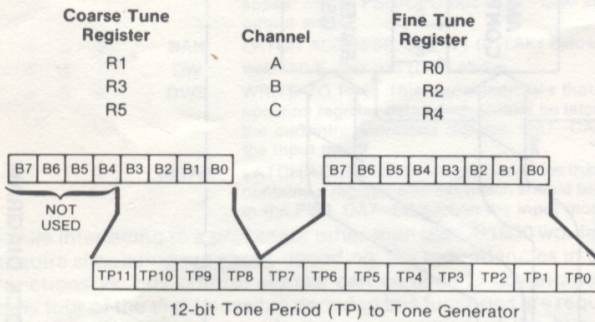 Coarse Tune Register
Channel
Fine Tune Register
R1 A R0
R3 B R2
R5 C R4
B7 B6 B5 B4 B3 B2 B1 B0
B7 B6 B5 B4 B3 B2 B1 B0
NOT USED
TP11 TP10 TP9 TP8 TP7 TP6 TP5 TP4 TP3 TP2 TP1 TP0
12-bit Tone Period (TP) to Tone Generator